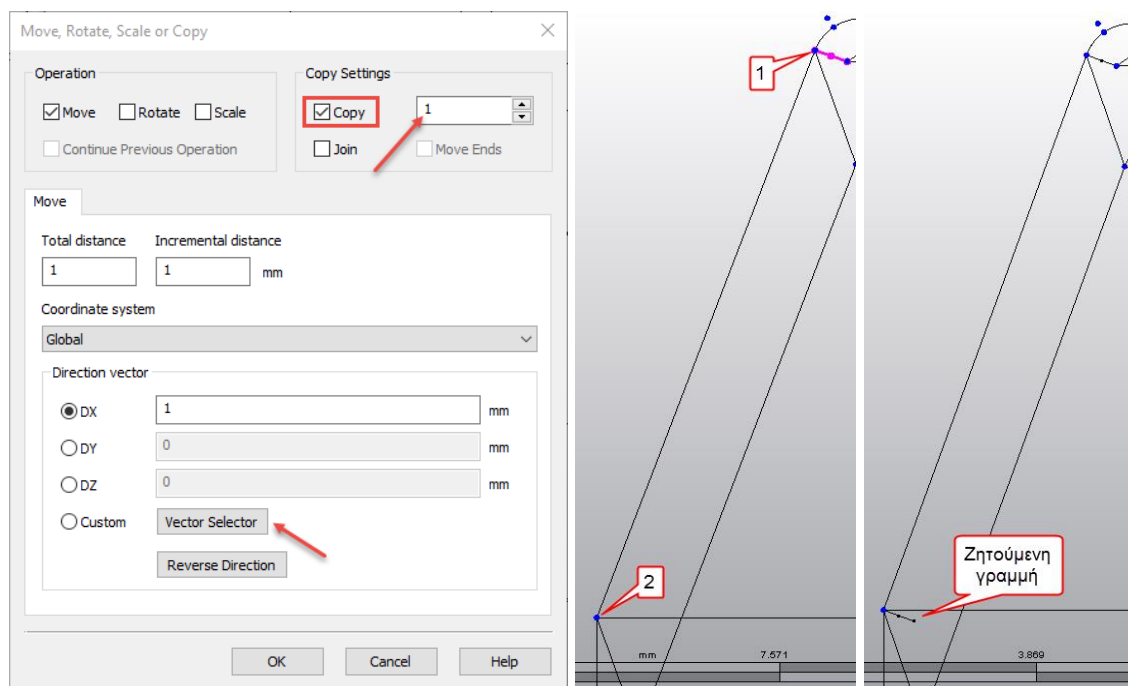 Move, Rotate, Scale or Copy
Operation
Move Rotate Scale
Continue Previous Operation
Copy Settings
Copy 1
Join Move Ends
Move
Total distance Incremental distance
1 1 mm
Coordinate system
Global
Direction vector
DX 1 mm
DY 0 mm
DZ 0 mm
Custom Vector Selector
Reverse Direction
OK Cancel Help
1
2
mm 7.571
Ζητούμενη
γραμμή
3.869